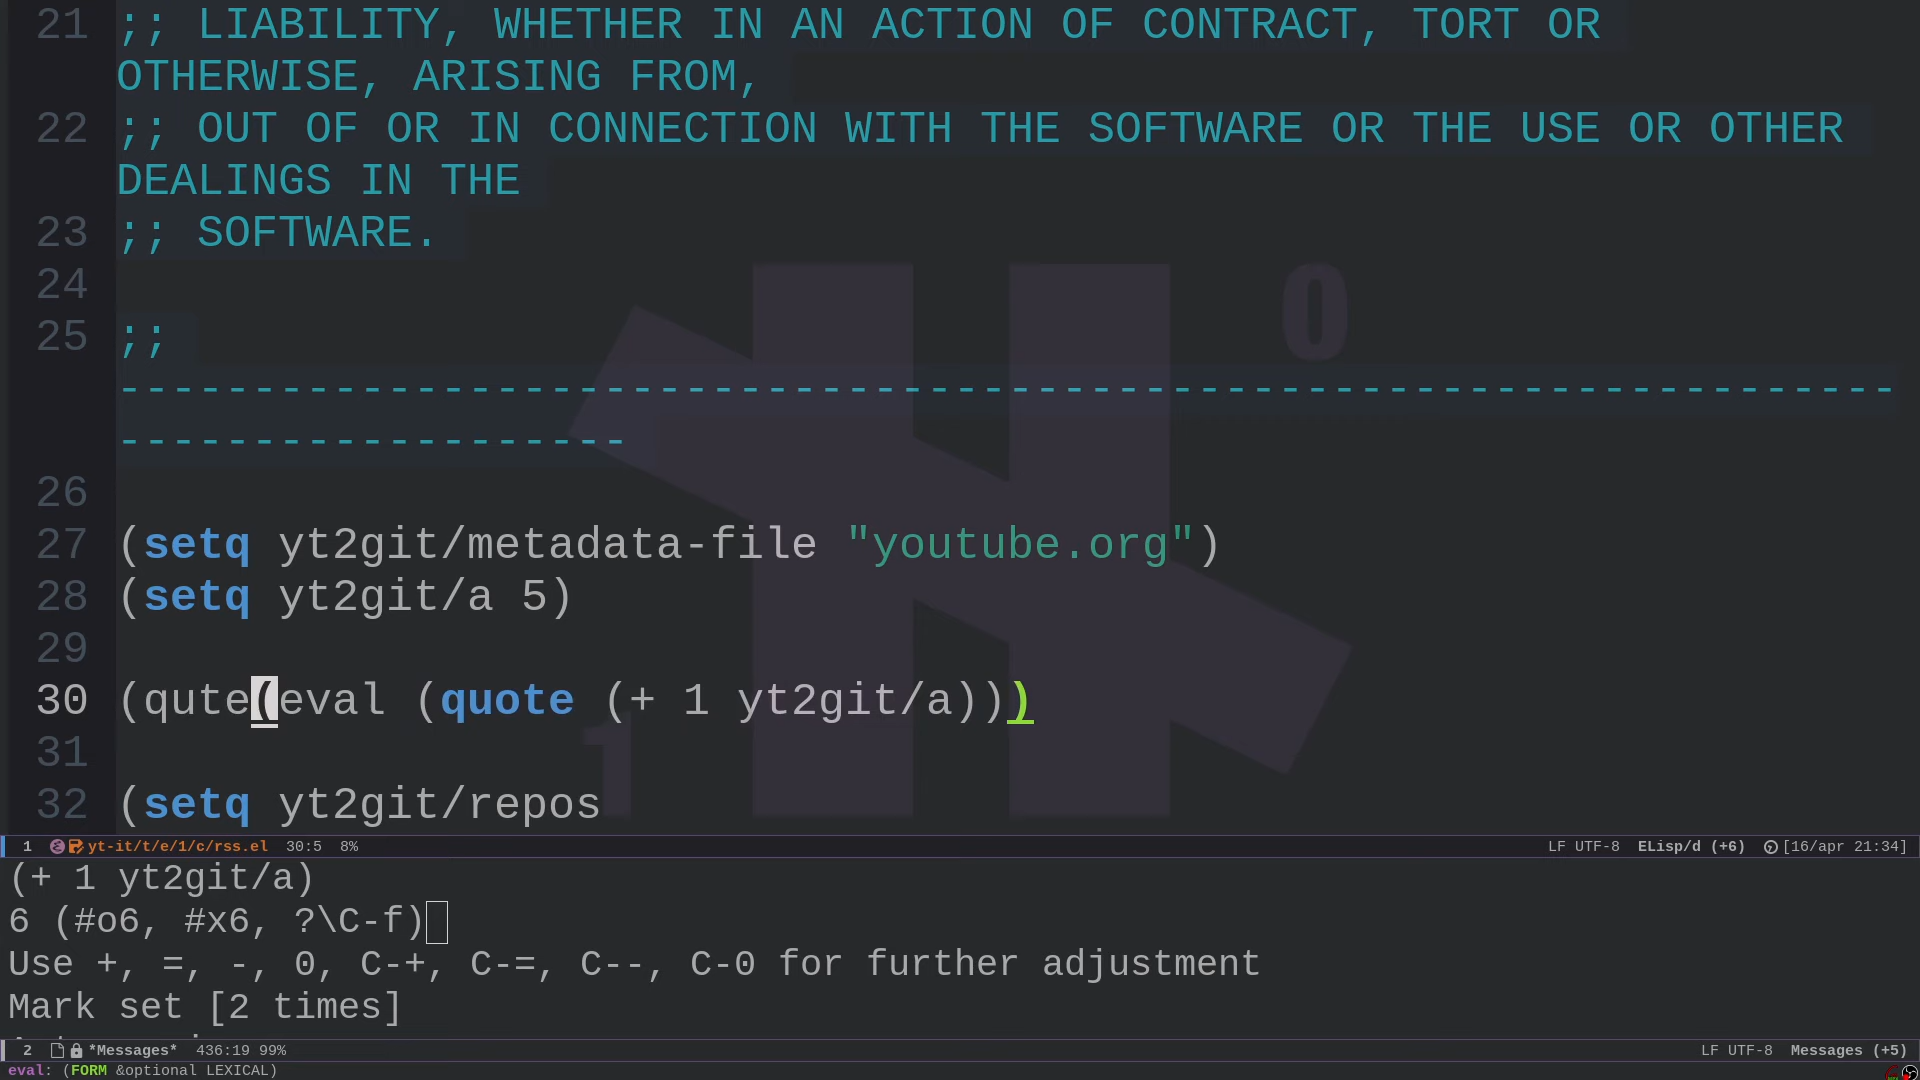 21 ;; LIABILITY, WHETHER IN AN ACTION OF CONTRACT, TORT OR
OTHERWISE, ARISING FROM,
22 ;; OUT OF OR IN CONNECTION WITH THE SOFTWARE OR THE USE OR OTHER
DEALINGS IN THE
23 ;; SOFTWARE.
24
25 ;;
------------------------------------------------------------------
-------------------
26
27 (setq yt2git/metadata-file "youtube.org")
28 (setq yt2git/a 5)
29
30 (qute(eval (quote (+ 1 yt2git/a)))
31
32 (setq yt2git/repos
0
1
1 yt-it/t/e/1/c/rss.el 30:5 8% LF UTF-8 ELisp/d (+6) [16/apr 21:34]
(+ 1 yt2git/a)
6 (#o6, #x6, ?\C-f)
Use +, =, -, 0, C-+, C-=, C--, C-0 for further adjustment
Mark set [2 times]
2 *Messages* 436:19 99% LF UTF-8 Messages (+5)
eval: (FORM &optional LEXICAL)